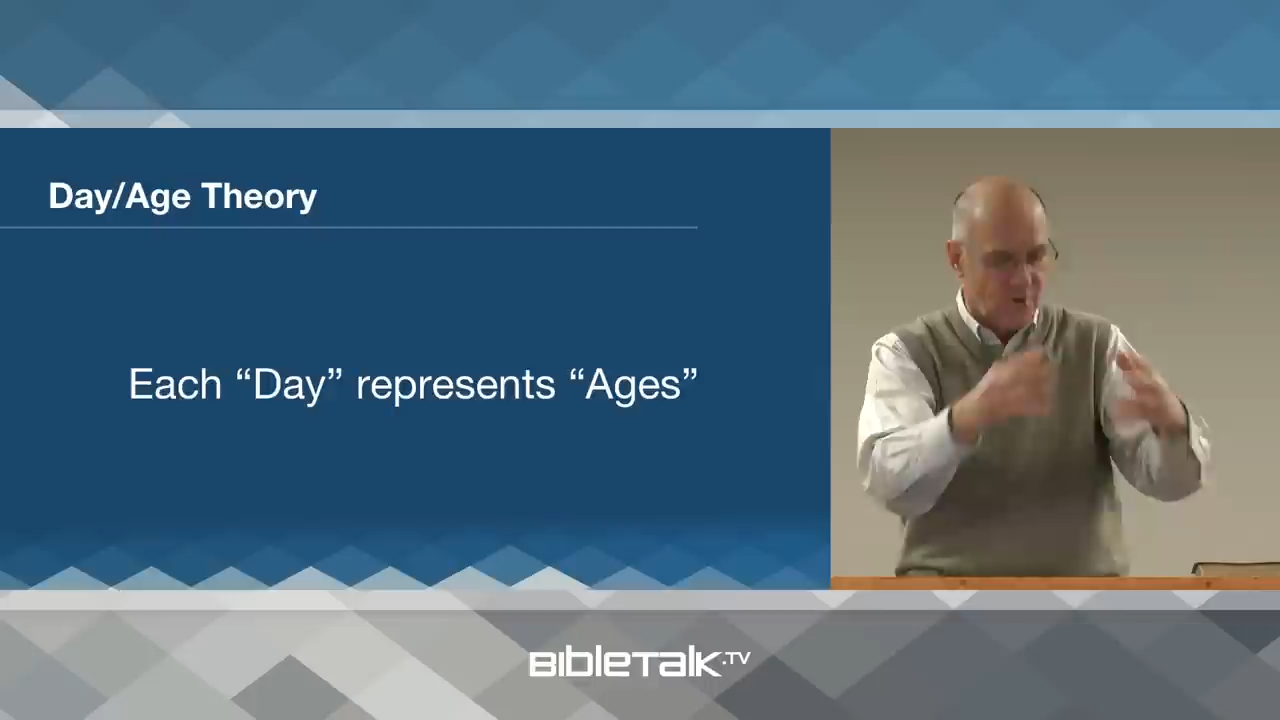 Day/Age Theory
Each “Day” represents “Ages”
BIBLETALK.TV